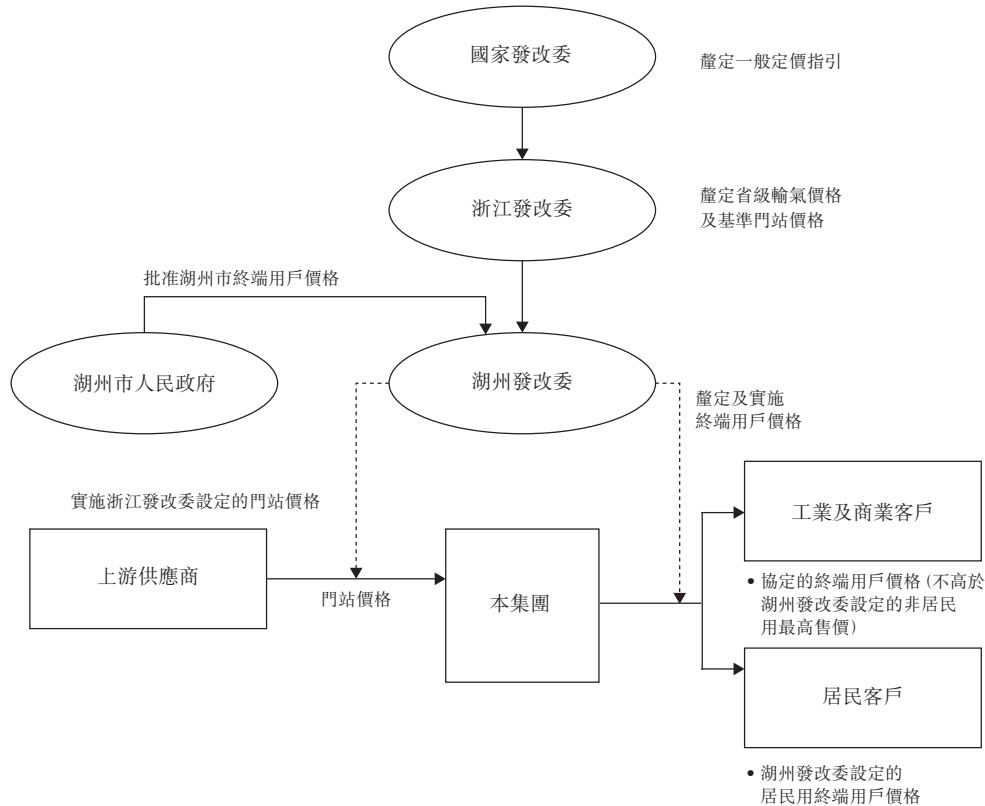 國家發改委
釐定一般定價指引
浙江發改委
釐定省級輸氣價格
及基準門站價格
批准湖州市終端用戶價格
湖州市人民政府
湖州發改委
釐定及實施
終端用戶價格
實施浙江發改委設定的門站價格
上游供應商
門站價格
本集團
工業及商業客戶
• 協定的終端用戶價格(不高於
湖州發改委設定的非居民
用最高售價)
居民客戶
• 湖州發改委設定的
居民用終端用戶價格